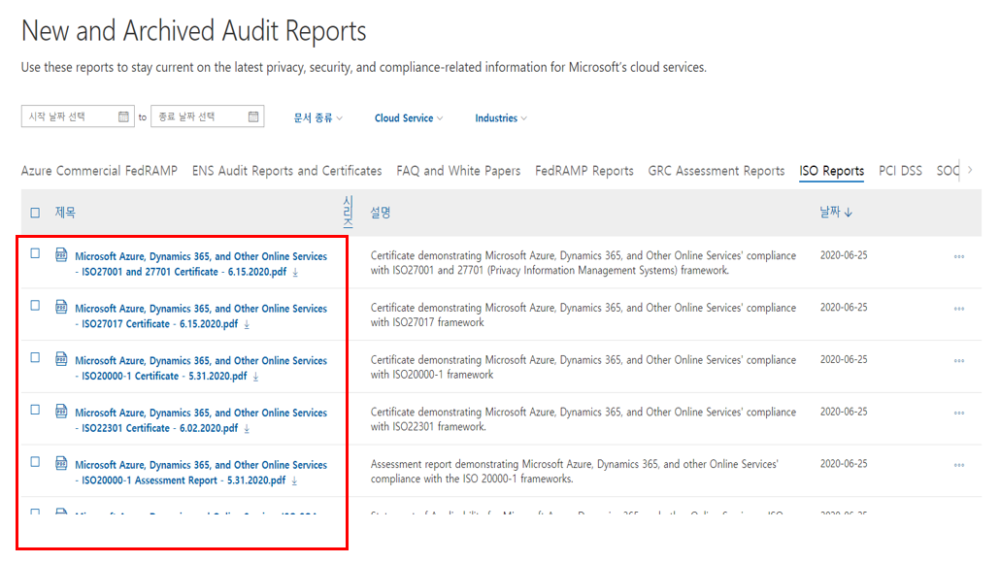 New and Archived Audit Reports
Use these reports to stay current on the latest privacy, security, and compliance-related information for Microsoft's cloud services.
시작 날짜 선택 to 종료 날짜 선택 문서 종류 Cloud Service Industries
Azure Commercial FedRAMP ENS Audit Reports and Certificates FAQ and White Papers FedRAMP Reports GRC Assessment Reports ISO Reports PCI DSS SOC
제목 시리즈 설명 날짜
Microsoft Azure, Dynamics 365, and Other Online Services
- ISO27001 and 27701 Certificate - 6.15.2020.pdf
Certificate demonstrating Microsoft Azure, Dynamics 365, and Other Online Services' compliance
with ISO27001 and 27701 (Privacy Information Management Systems) framework.
2020-06-25
Microsoft Azure, Dynamics 365, and Other Online Services
- ISO27017 Certificate - 6.15.2020.pdf
Certificate demonstrating Microsoft Azure, Dynamics 365, and Other Online Services' compliance
with ISO27017 framework
2020-06-25
Microsoft Azure, Dynamics 365, and Other Online Services
- ISO20000-1 Certificate - 5.31.2020.pdf
Certificate demonstrating Microsoft Azure, Dynamics 365, and Other Online Services' compliance
with ISO20000-1 framework
2020-06-25
Microsoft Azure, Dynamics 365, and Other Online Services
- ISO22301 Certificate - 6.02.2020.pdf
Certificate demonstrating Microsoft Azure, Dynamics 365, and Other Online Services' compliance
with ISO22301 framework.
2020-06-25
Microsoft Azure, Dynamics 365, and Other Online Services
- ISO20000-1 Assessment Report - 5.31.2020.pdf
Assessment report demonstrating Microsoft Azure, Dynamics 365, and other Online Services'
compliance with the ISO 20000-1 frameworks.
2020-06-25